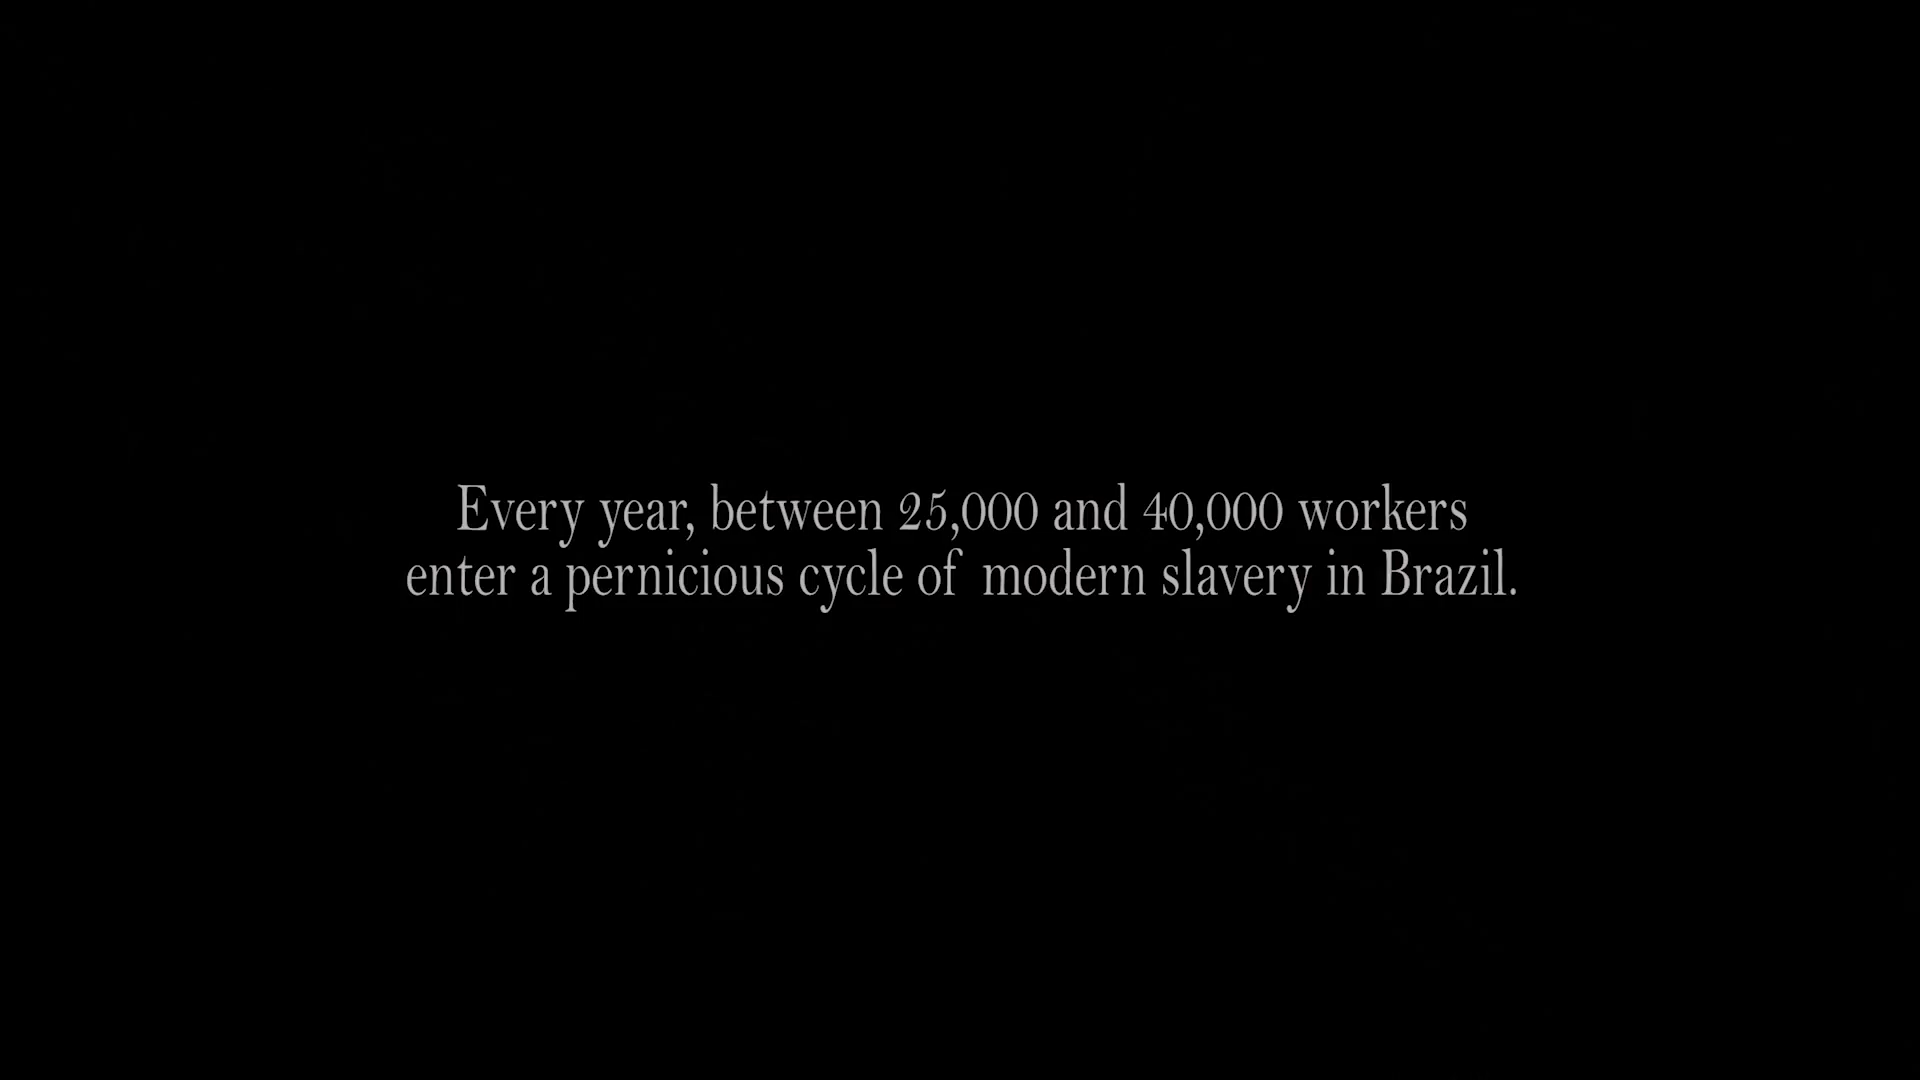 Every year, between 25,000 and 40,000 workers
enter a pernicious cycle of modern slavery in Brazil.